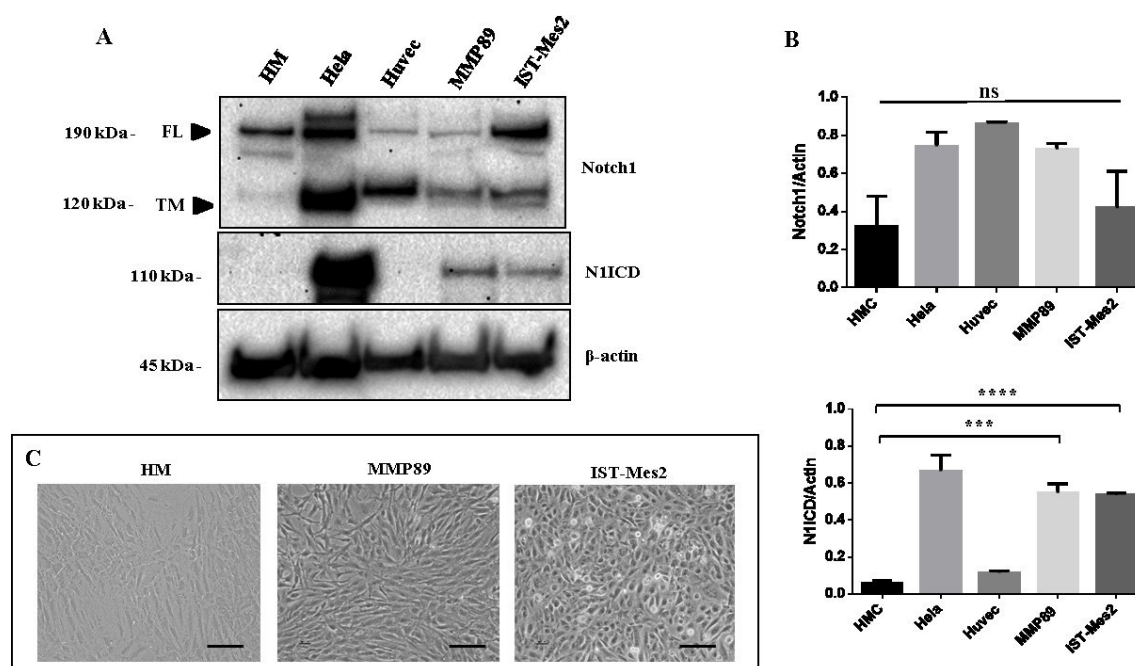 A
HM Hela Huvec MMP89 IST-Mes2
190 kDa- FL
120 kDa- TM
Notch1
110 kDa-
N1ICD
45 kDa-
β-actin
B
ns
Notch1/Actin
1.0
0.8
0.6
0.4
0.2
0.0
HMC Hela Huvec MMP89 IST-Mes2
****
***
N1ICD/Actin
1.0
0.8
0.6
0.4
0.2
0.0
HMC Hela Huvec MMP89 IST-Mes2
C
HM MMP89 IST-Mes2